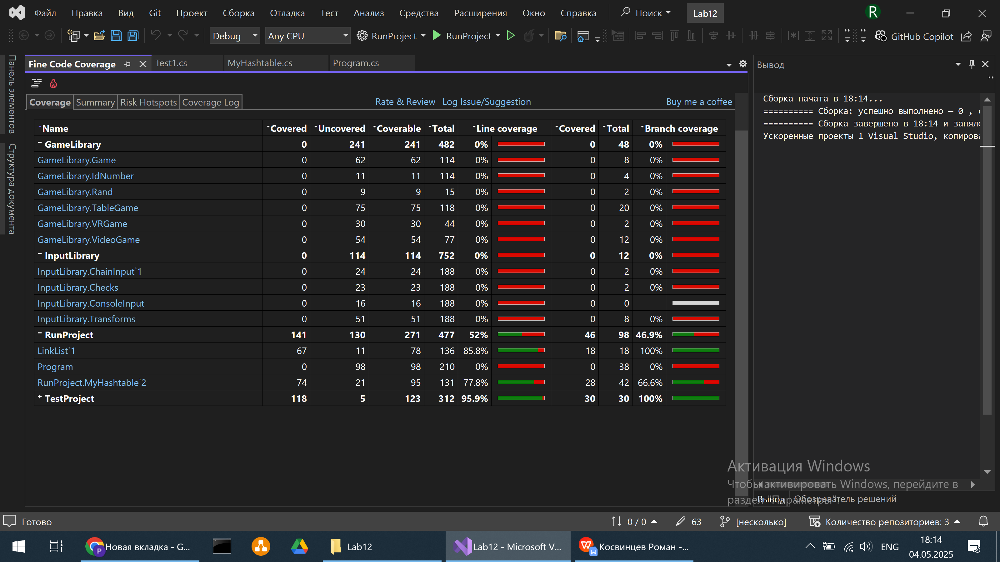 Файл Правка Вид Git Проект Сборка Отладка Тест Анализ Средства Расширения Окно Справка Поиск Lab12 R
Debug Any CPU RunProject RunProject GitHub Copilot
Панель элементов
Структура документа
Fine Code Coverage Test1.cs MyHashtable.cs Program.cs
Coverage Summary Risk Hotspots Coverage Log Rate & Review Log Issue/Suggestion Buy me a coffee
Name Covered Uncovered Coverable Total Line coverage Covered Total Branch coverage
GameLibrary 0 241 241 482 0% 0 48 0%
GameLibrary.Game 0 62 62 114 0% 0 8 0%
GameLibrary.IdNumber 0 11 11 114 0% 0 4 0%
GameLibrary.Rand 0 9 9 15 0% 0 2 0%
GameLibrary.TableGame 0 75 75 118 0% 0 20 0%
GameLibrary.VRGame 0 30 30 44 0% 0 2 0%
GameLibrary.VideoGame 0 54 54 77 0% 0 12 0%
InputLibrary 0 114 114 752 0% 0 12 0%
InputLibrary.ChainInput`1 0 24 24 188 0% 0 2 0%
InputLibrary.Checks 0 23 23 188 0% 0 2 0%
InputLibrary.ConsoleInput 0 16 16 188 0% 0 0
InputLibrary.Transforms 0 51 51 188 0% 0 8 0%
RunProject 141 130 271 477 52% 46 98 46.9%
LinkList`1 67 11 78 136 85.8% 18 18 100%
Program 0 98 98 210 0% 0 38 0%
RunProject.MyHashtable`2 74 21 95 131 77.8% 28 42 66.6%
TestProject 118 5 123 312 95.9% 30 30 100%
Вывод
Сборка начата в 18:14...
========== Сборка: успешно выполнено — 0 ,
========== Сборка завершено в 18:14 и занял
Ускоренные проекты 1 Visual Studio, копиров
Активация Windows
Чтобы активировать Windows, перейдите в
раздел "Параметры".
Вывод Обозреватель решений
Готово 0 / 0 63 [несколько] Количество репозиториев: 3
Новая вкладка - G... Lab12 Lab12 - Microsoft V... Косвинцев Роман -... ENG 18:14
04.05.2025